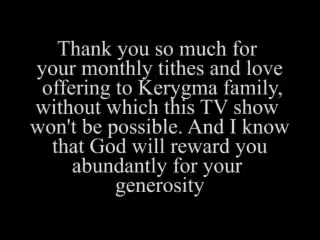 Thank you so much for
your monthly tithes and love
offering to Kerygma family,
without which this TV show
won't be possible. And I know
that God will reward you
abundantly for your
generosity